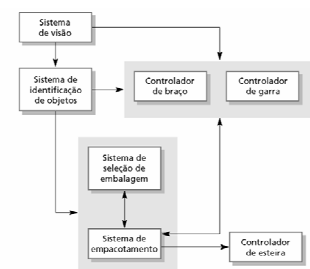 Sistema
de visão
Sistema de
identificação
de objetos
Controlador
de braço
Controlador
de garra
Sistema de
seleção de
embalagem
Sistema de
empacotamento
Controlador
de esteira